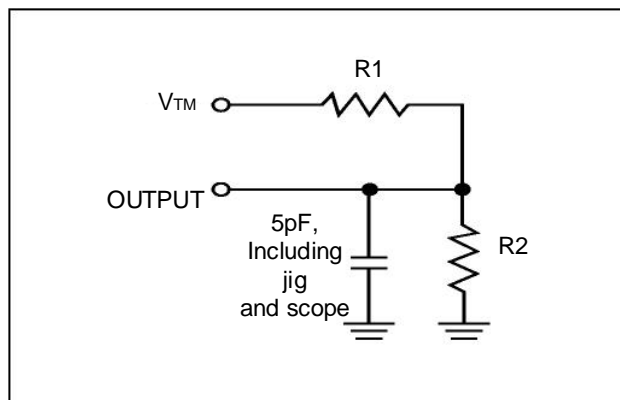 R1
VTM
OUTPUT
5pF,
Including
jig
and scope
R2